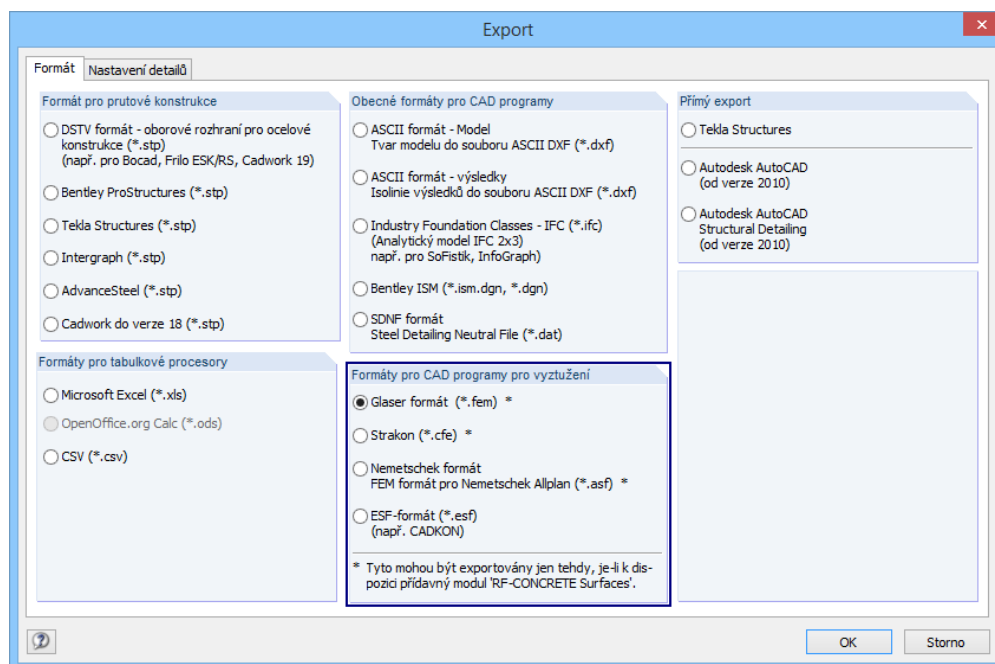 Export
Formát
Nastavení detailů
Formát pro prutové konstrukce
DSTV formát - oborové rozhraní pro ocelové
konstrukce (*.stp)
(např. pro Bocad, Frilo ESK/RS, Cadwork 19)
Bentley ProStructures (*.stp)
Tekla Structures (*.stp)
Intergraph (*.stp)
AdvanceSteel (*.stp)
Cadwork do verze 18 (*.stp)
Formáty pro tabulkové procesory
Microsoft Excel (*.xls)
OpenOffice.org Calc (*.ods)
CSV (*.csv)
Obecné formáty pro CAD programy
ASCII formát - Model
Tvar modelu do souboru ASCII DXF (*.dxf)
ASCII formát - výsledky
Isolinie výsledků do souboru ASCII DXF (*.dxf)
Industry Foundation Classes - IFC (*.ifc)
(Analytický model IFC 2x3)
např. pro SoFistik, InfoGraph)
Bentley ISM (*.ism.dgn, *.dgn)
SDNF formát
Steel Detailing Neutral File (*.dat)
Formáty pro CAD programy pro vyztužení
Glaser formát (*.fem) *
Strakon (*.cfe) *
Nemetschek formát
FEM formát pro Nemetschek Allplan (*.asf) *
ESF-formát (*.esf)
(např. CADKON)
* Tyto mohou být exportovány jen tehdy, je-li k dis-
pozici přídavný modul 'RF-CONCRETE Surfaces'.
Přímý export
Tekla Structures
Autodesk AutoCAD
(od verze 2010)
Autodesk AutoCAD
Structural Detailing
(od verze 2010)
OK
Storno